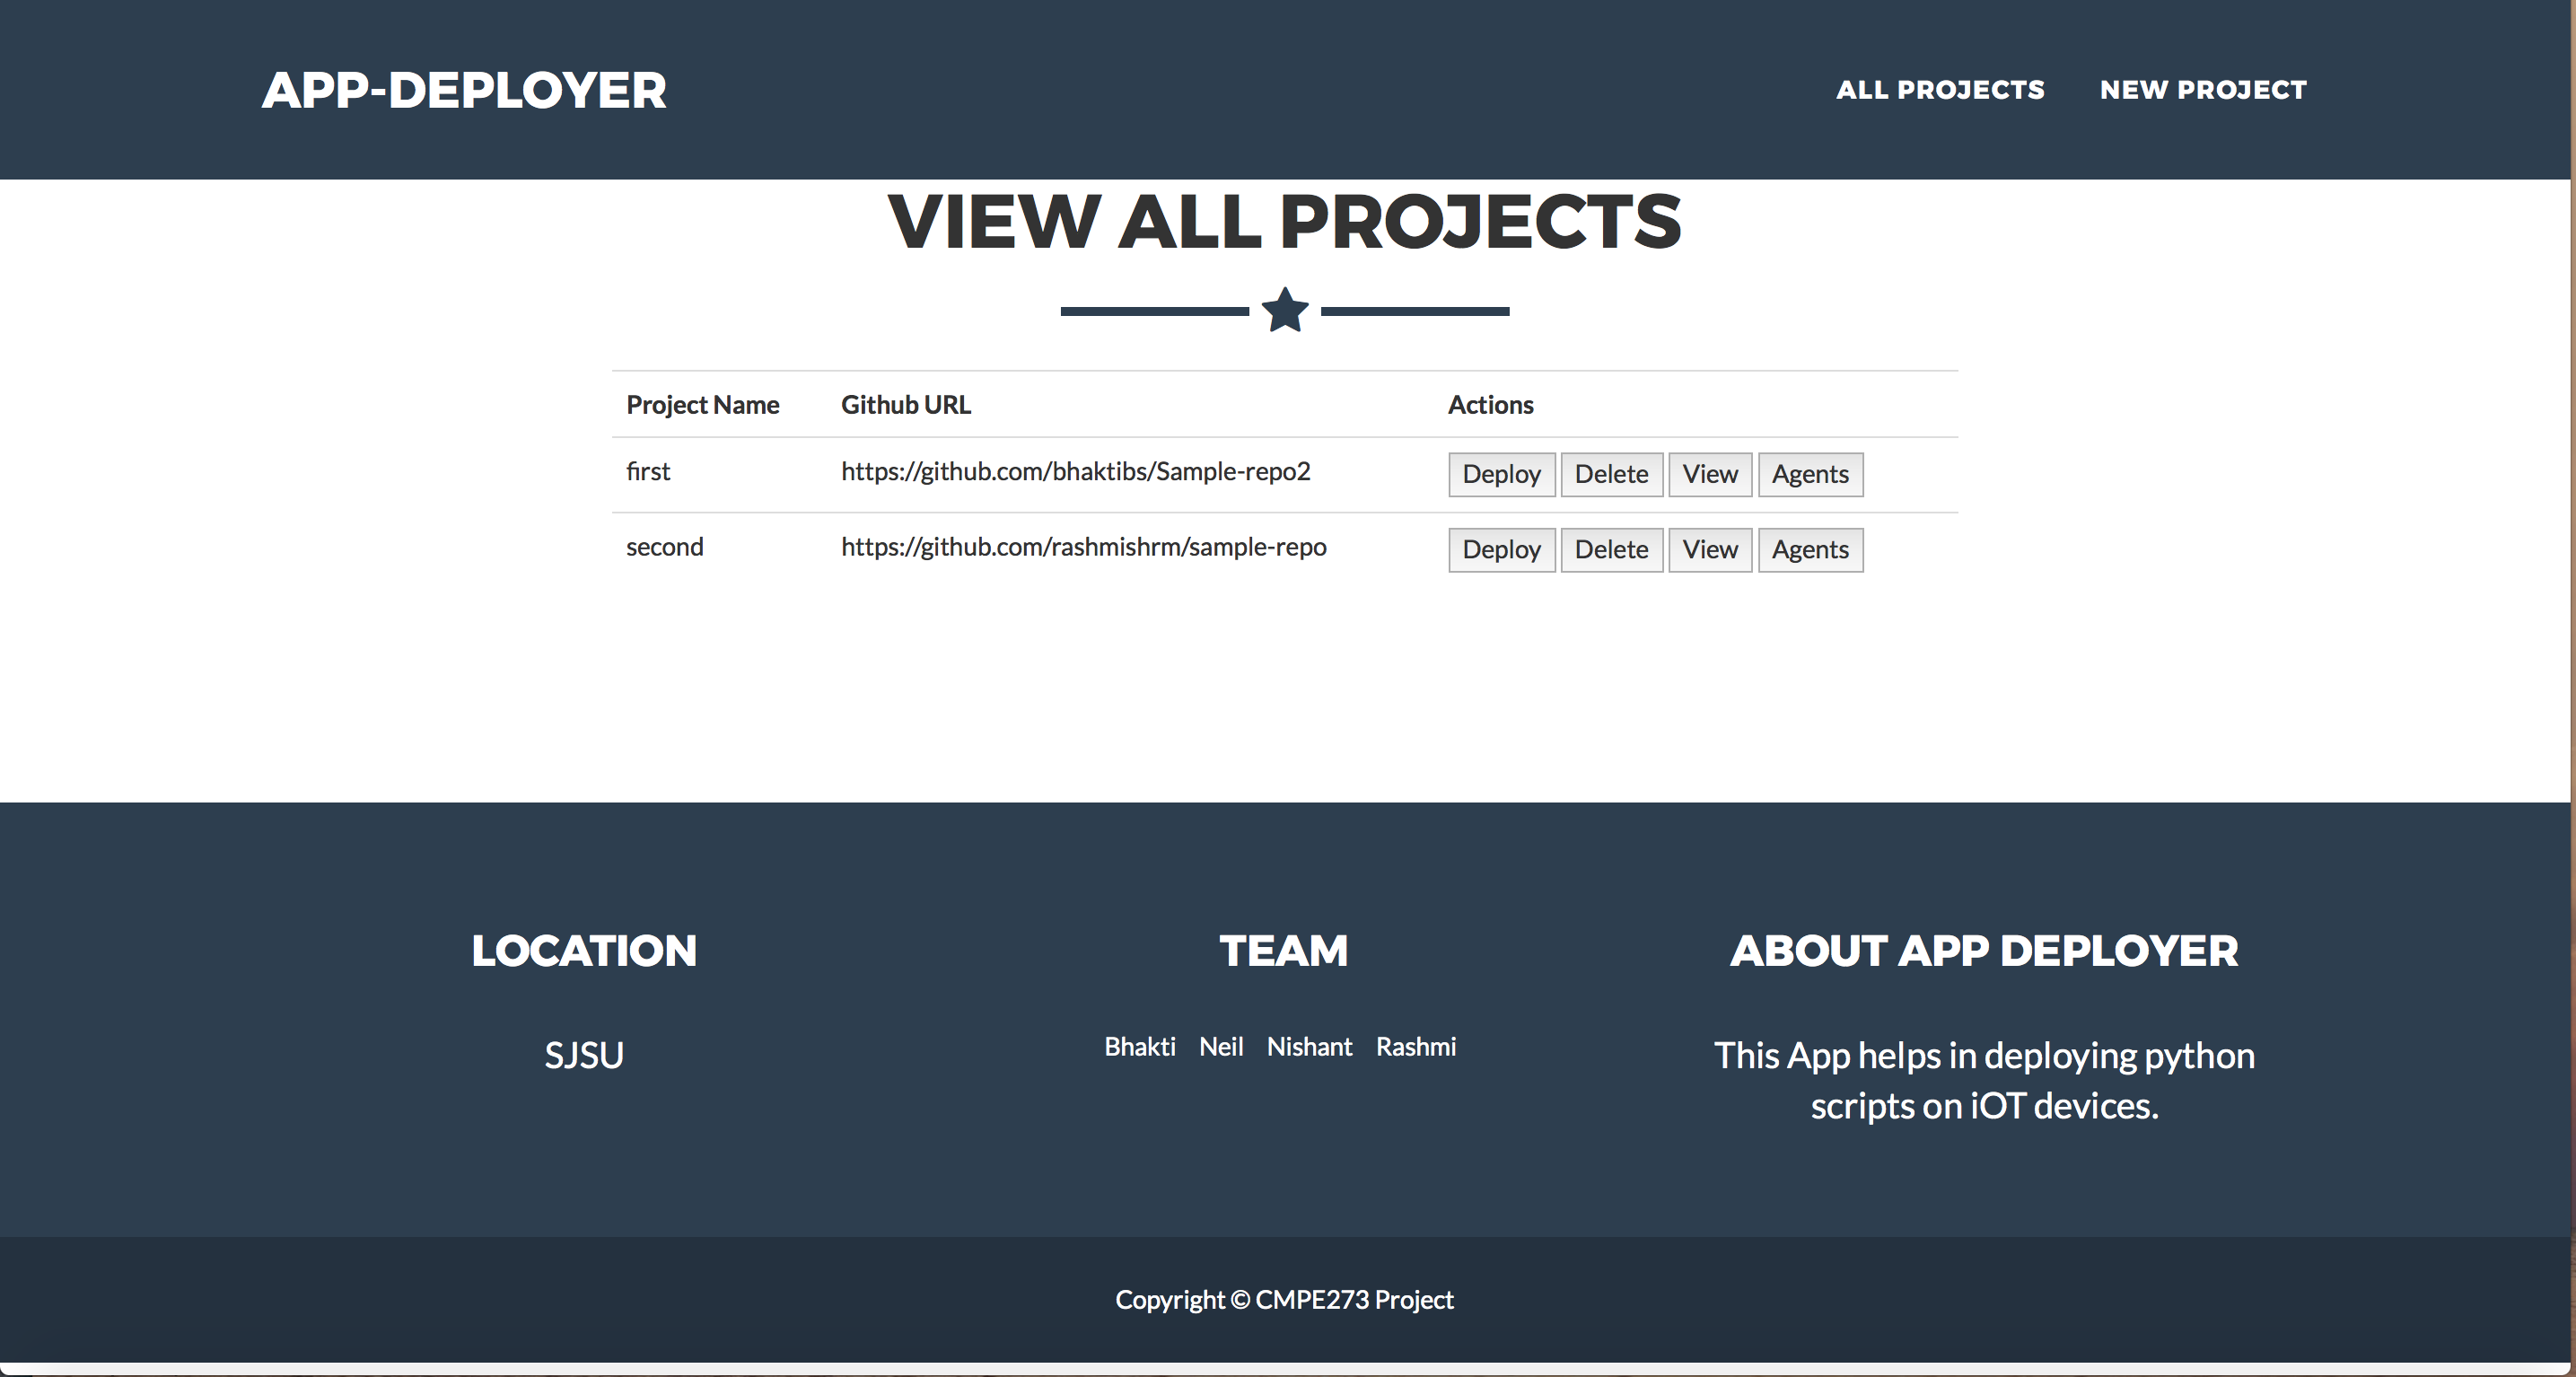 APP-DEPLOYER
ALL PROJECTS NEW PROJECT
VIEW ALL PROJECTS
Project Name Github URL Actions
first https://github.com/bhaktibs/Sample-repo2 Deploy Delete View Agents
second https://github.com/rashmishrm/sample-repo Deploy Delete View Agents
LOCATION
SJSU
TEAM
Bhakti Neil Nishant Rashmi
ABOUT APP DEPLOYER
This App helps in deploying python
scripts on iOT devices.
Copyright © CMPE273 Project